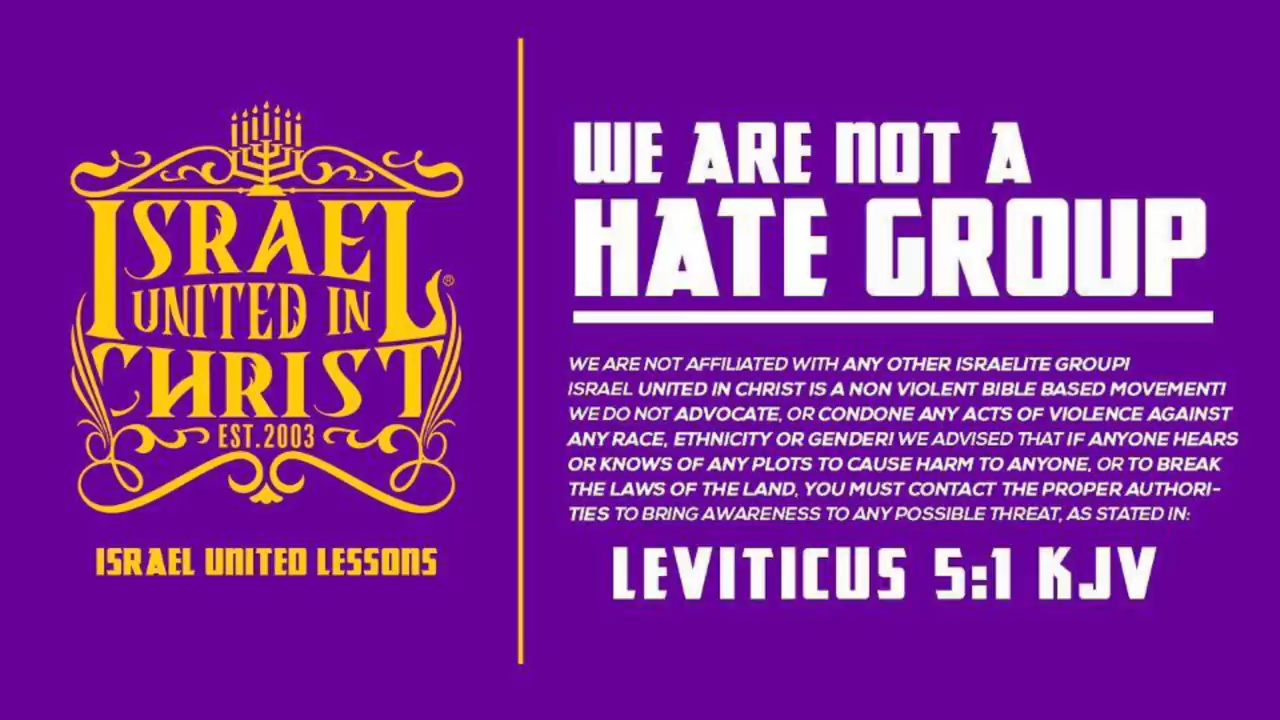 ISRAEL
UNITED IN
CHRIST
EST.2003
ISRAEL UNITED LESSONS
WE ARE NOT A
HATE GROUP
WE ARE NOT AFFILIATED WITH ANY OTHER ISRAELITE GROUP!
ISRAEL UNITED IN CHRIST IS A NON VIOLENT BIBLE BASED MOVEMENT!
WE DO NOT ADVOCATE, OR CONDONE ANY ACTS OF VIOLENCE AGAINST
ANY RACE, ETHNICITY OR GENDER! WE ADVISED THAT IF ANYONE HEARS
OR KNOWS OF ANY PLOTS TO CAUSE HARM TO ANYONE, OR TO BREAK
THE LAWS OF THE LAND, YOU MUST CONTACT THE PROPER AUTHORI-
TIES TO BRING AWARENESS TO ANY POSSIBLE THREAT, AS STATED IN:
LEVITICUS 5:1 KJV